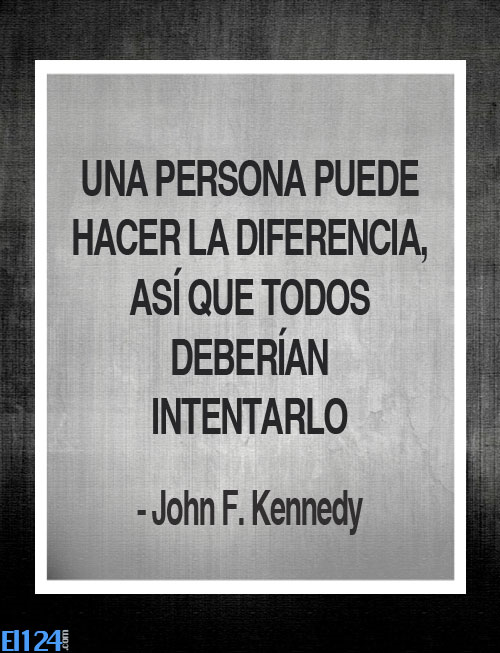 UNA PERSONA PUEDE
HACER LA DIFERENCIA,
ASÍ QUE TODOS
DEBERÍAN
INTENTARLO
- John F. Kennedy
El124.com